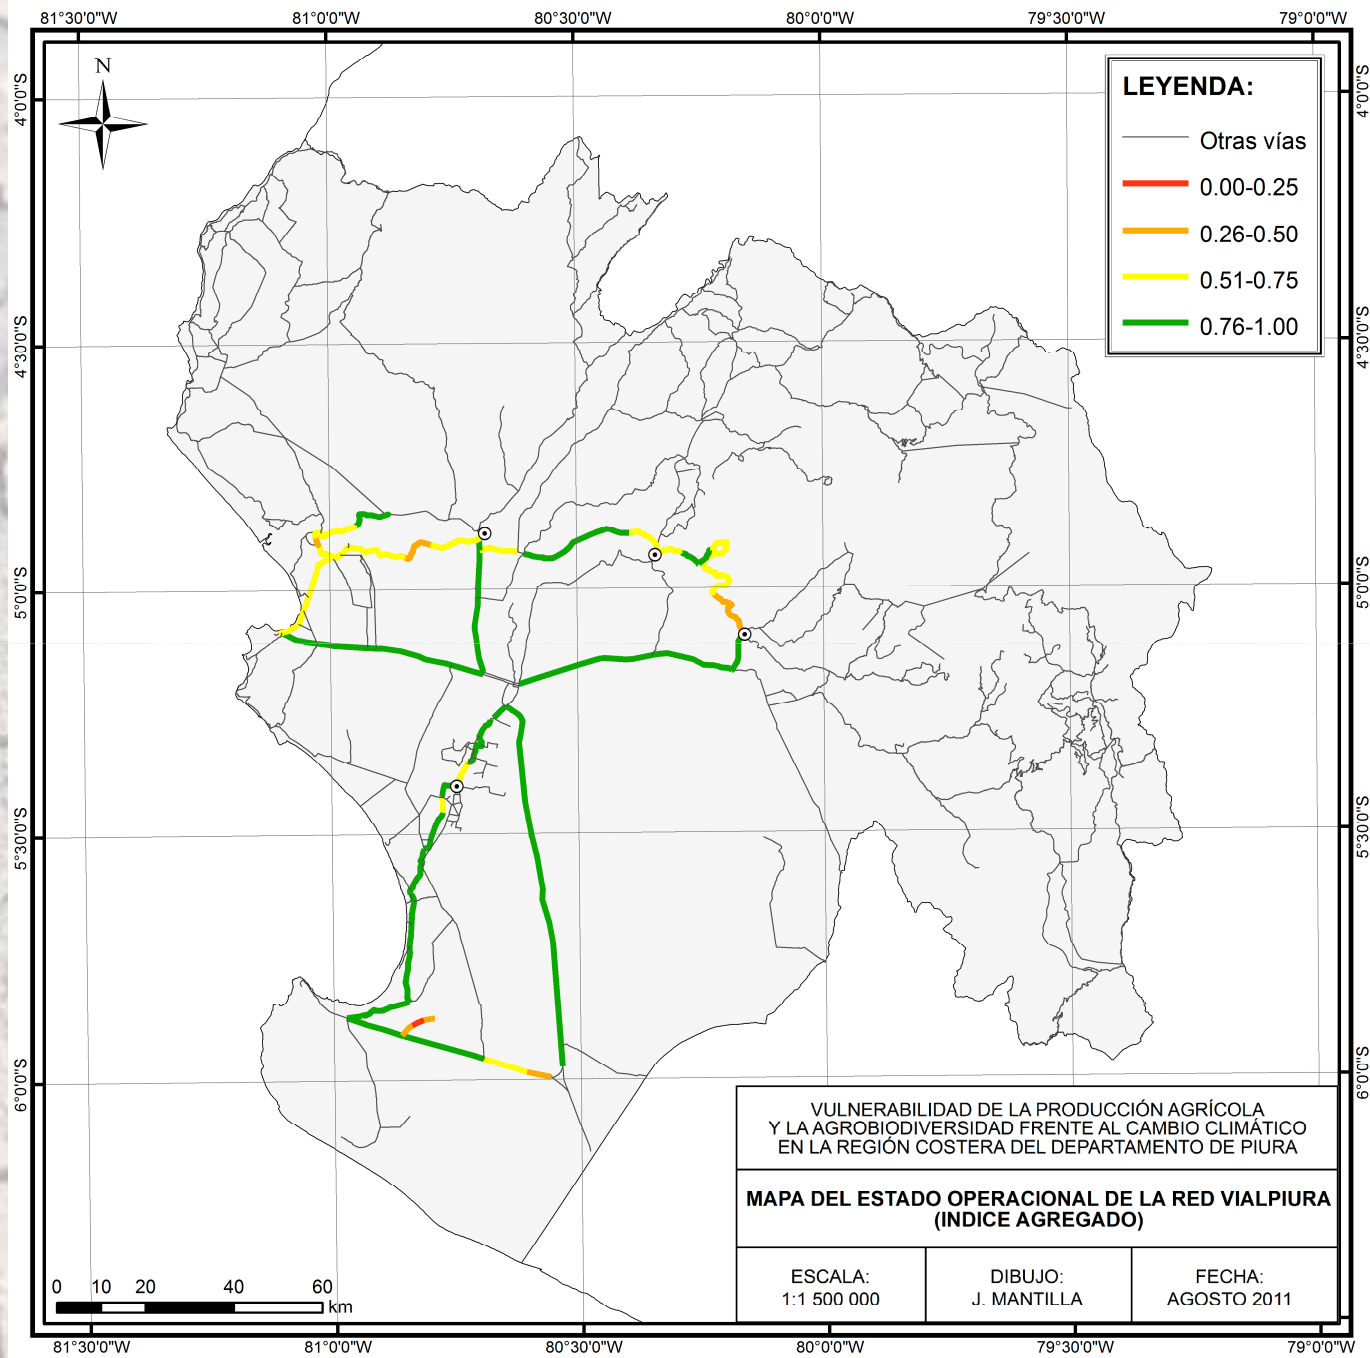 81°30'0"W 81°0'0"W 80°30'0"W 80°0'0"W 79°30'0"W 79°0'0"W
N
LEYENDA:
Otras vías
0.00-0.25
0.26-0.50
0.51-0.75
0.76-1.00
4°0'0"S 4°0'0"S
4°30'0"S 4°30'0"S
5°0'0"S 5°0'0"S
5°30'0"S 5°30'0"S
6°0'0"S 6°0'0"S
VULNERABILIDAD DE LA PRODUCCIÓN AGRÍCOLA
Y LA AGROBIODIVERSIDAD FRENTE AL CAMBIO CLIMÁTICO
EN LA REGIÓN COSTERA DEL DEPARTAMENTO DE PIURA
MAPA DEL ESTADO OPERACIONAL DE LA RED VIALPIURA
(INDICE AGREGADO)
ESCALA:
1:1 500 000
DIBUJO:
J. MANTILLA
FECHA:
AGOSTO 2011
0 10 20 40 60
km
81°30'0"W 81°0'0"W 80°30'0"W 80°0'0"W 79°30'0"W 79°0'0"W